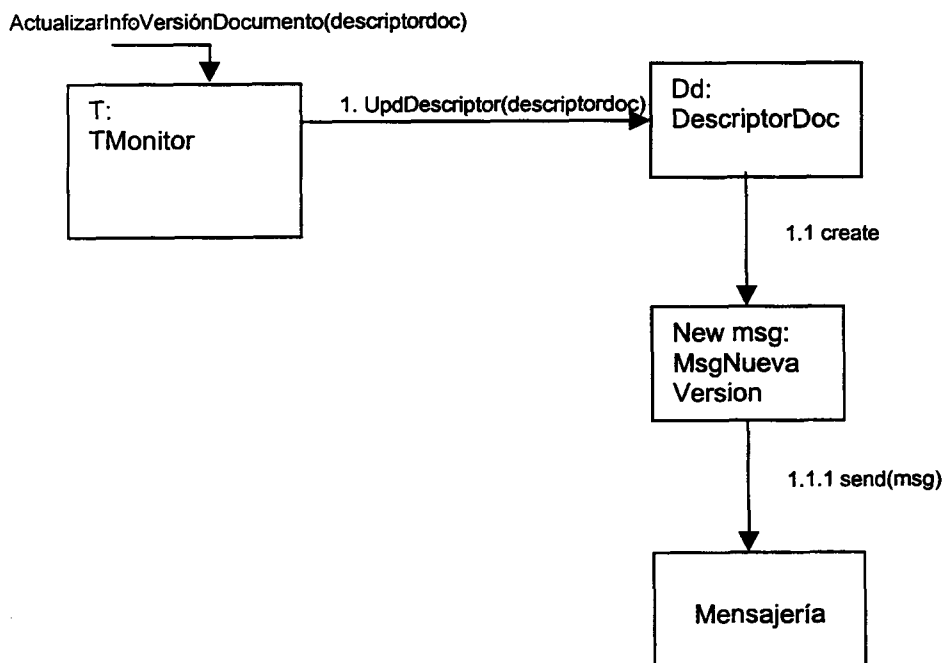 ActualizarInfoVersiónDocumento(descriptordoc)
T:
TMonitor
1. UpdDescriptor(descriptordoc)
Dd:
DescriptorDoc
1.1 create
New msg:
MsgNueva
Version
1.1.1 send(msg)
Mensajería